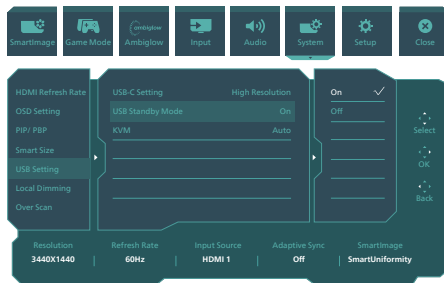 ambiglow
SmartImage Game Mode Ambiglow Input Audio System Setup Close
HDMI Refresh Rate USB-C Setting High Resolution On
OSD Setting USB Standby Mode On Off
PIP/ PBP KVM Auto Select
Smart Size
USB Setting OK
Local Dimming Back
Over Scan
Resolution Refresh Rate Input Source Adaptive Sync SmartImage
3440X1440 60Hz HDMI 1 Off SmartUniformity